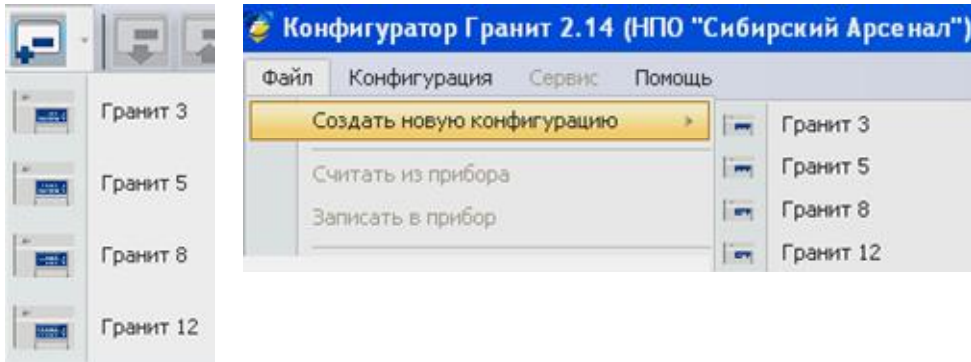 Гранит 3
Гранит 5
Гранит 8
Гранит 12
Конфигуратор Гранит 2.14 (НПО "Сибирский Арсенал")
Файл Конфигурация Сервис Помощь
Создать новую конфигурацию
Считать из прибора
Записать в прибор
Гранит 3
Гранит 5
Гранит 8
Гранит 12